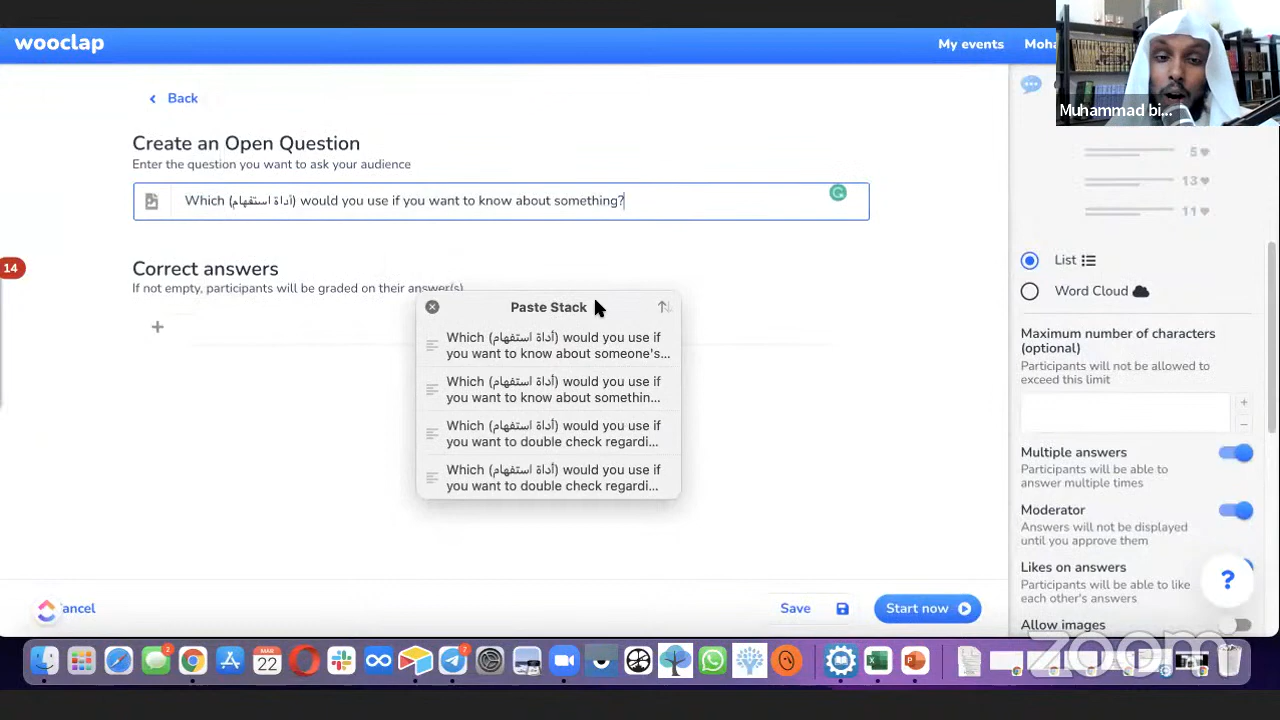 wooclap
My events
Moha
Muhammad bi...
Back
Create an Open Question
Enter the question you want to ask your audience
Which (أداة استفهام) would you use if you want to know about something?
14
Correct answers
If not empty, participants will be graded on their answer(s)
+
Paste Stack
Which (أداة استفهام) would you use if
you want to know about someone's...
Which (أداة استفهام) would you use if
you want to know about somethin...
Which (أداة استفهام) would you use if
you want to double check regardi...
Which (أداة استفهام) would you use if
you want to double check regardi...
5
13
11
List
Word Cloud
Maximum number of characters
(optional)
Participants will not be allowed to
exceed this limit
+
-
Multiple answers
Participants will be able to
answer multiple times
Moderator
Answers will not be displayed
until you approve them
Likes on answers
Participants will be able to like
each other's answers
Allow images
?
ancel
Save
Start now
zoom
2
MAR
22
7